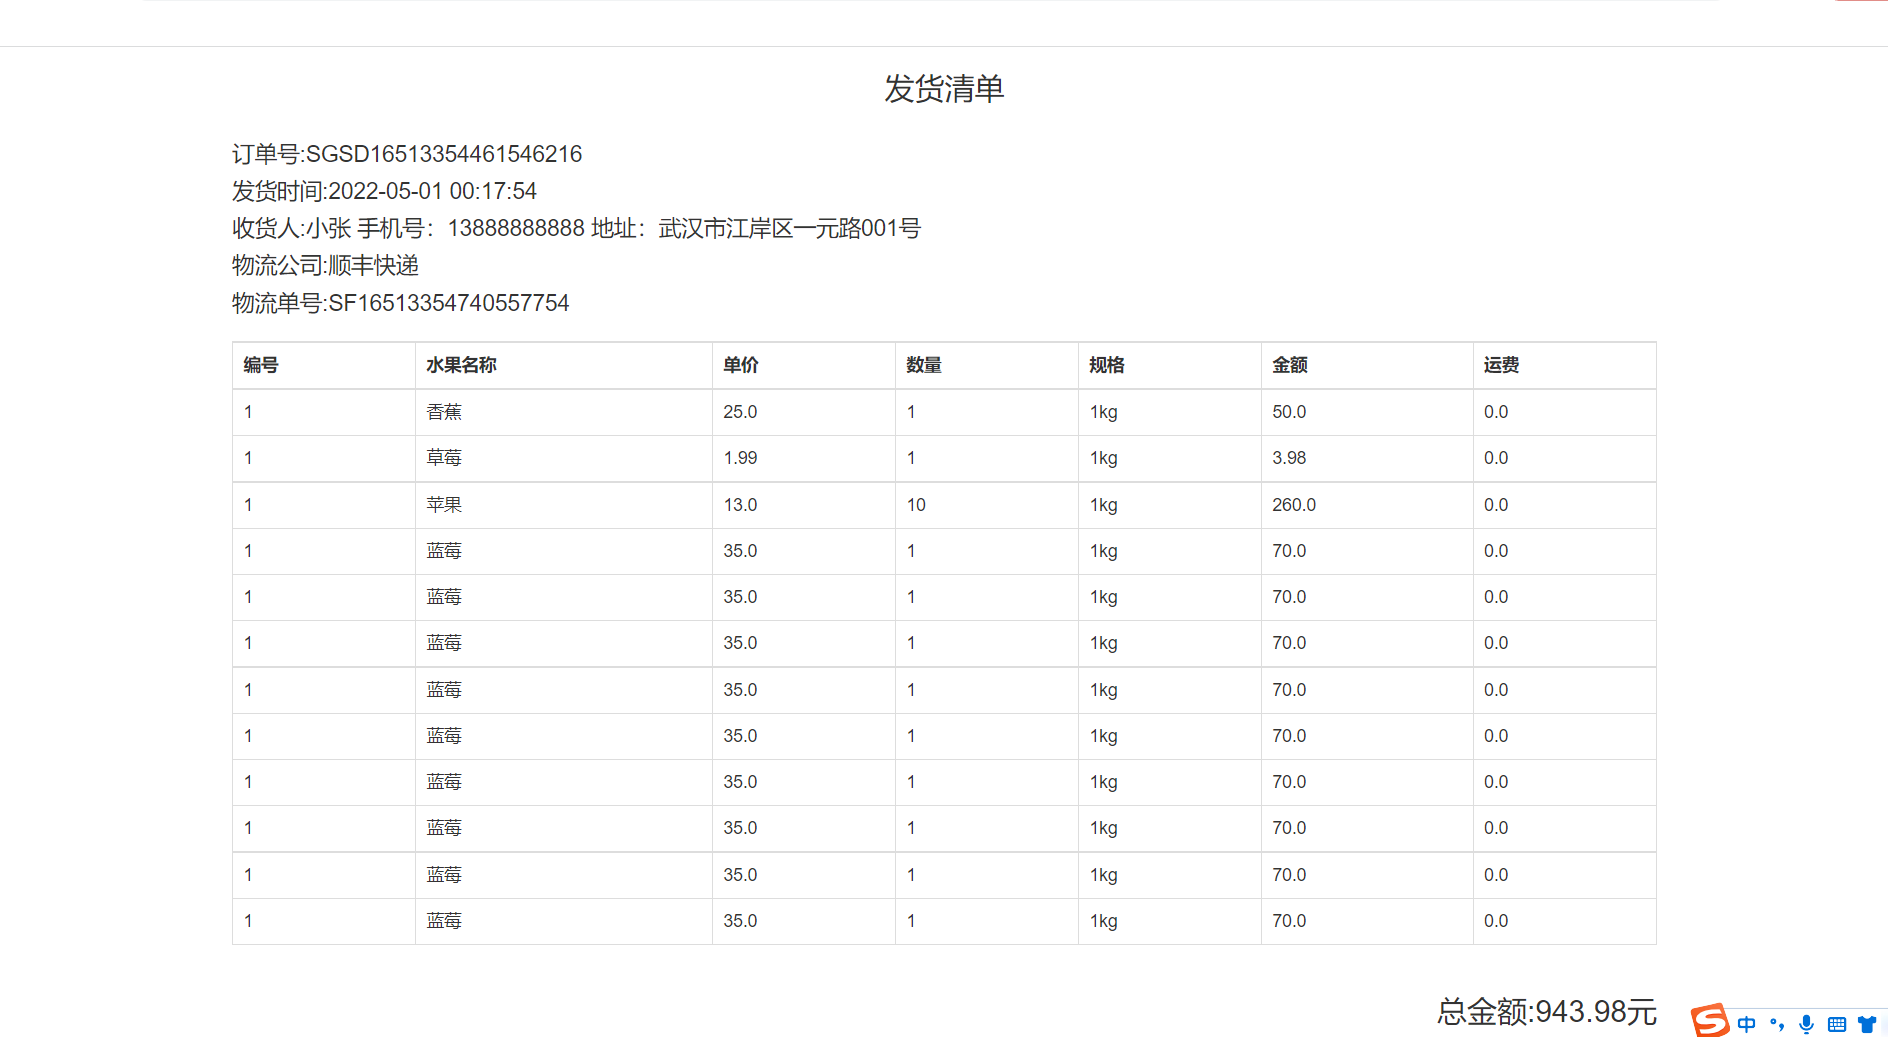 发货清单
订单号:SGSD16513354461546216
发货时间:2022-05-01 00:17:54
收货人:小张 手机号：13888888888 地址：武汉市江岸区一元路001号
物流公司:顺丰快递
物流单号:SF16513354740557754
编号 水果名称 单价 数量 规格 金额 运费
1 香蕉 25.0 1 1kg 50.0 0.0
1 草莓 1.99 1 1kg 3.98 0.0
1 苹果 13.0 10 1kg 260.0 0.0
1 蓝莓 35.0 1 1kg 70.0 0.0
1 蓝莓 35.0 1 1kg 70.0 0.0
1 蓝莓 35.0 1 1kg 70.0 0.0
1 蓝莓 35.0 1 1kg 70.0 0.0
1 蓝莓 35.0 1 1kg 70.0 0.0
1 蓝莓 35.0 1 1kg 70.0 0.0
1 蓝莓 35.0 1 1kg 70.0 0.0
1 蓝莓 35.0 1 1kg 70.0 0.0
1 蓝莓 35.0 1 1kg 70.0 0.0
总金额:943.98元
中